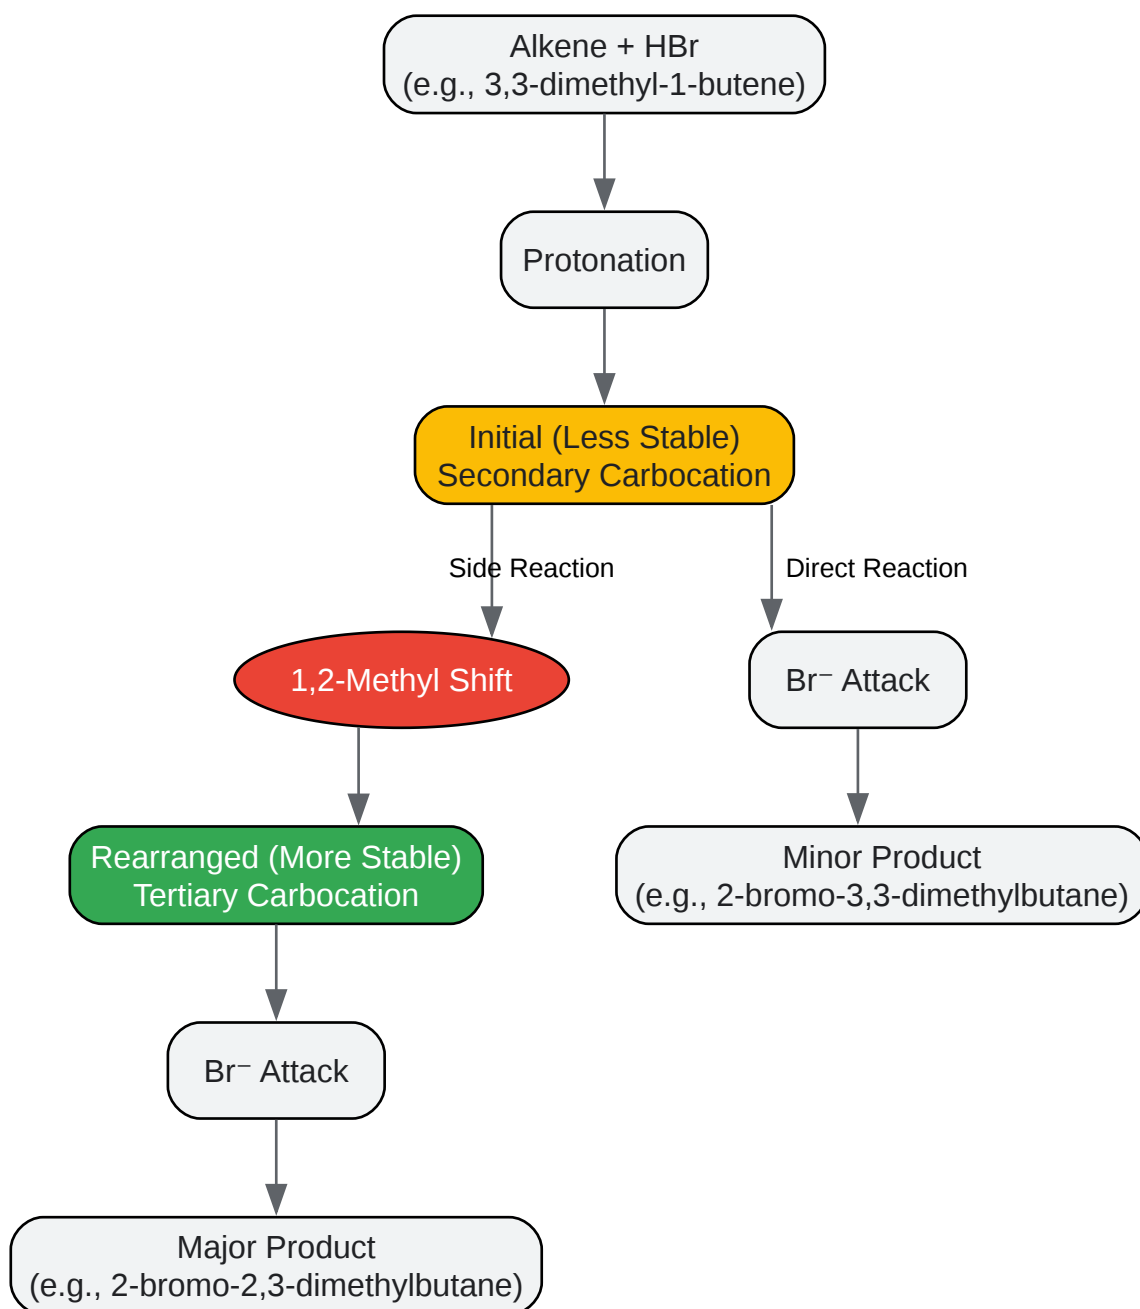 Alkene + HBr
(e.g., 3,3-dimethyl-1-butene)
Protonation
Initial (Less Stable)
Secondary Carbocation
Side Reaction
Direct Reaction
1,2-Methyl Shift
Br⁻ Attack
Rearranged (More Stable)
Tertiary Carbocation
Minor Product
(e.g., 2-bromo-3,3-dimethylbutane)
Br⁻ Attack
Major Product
(e.g., 2-bromo-2,3-dimethylbutane)